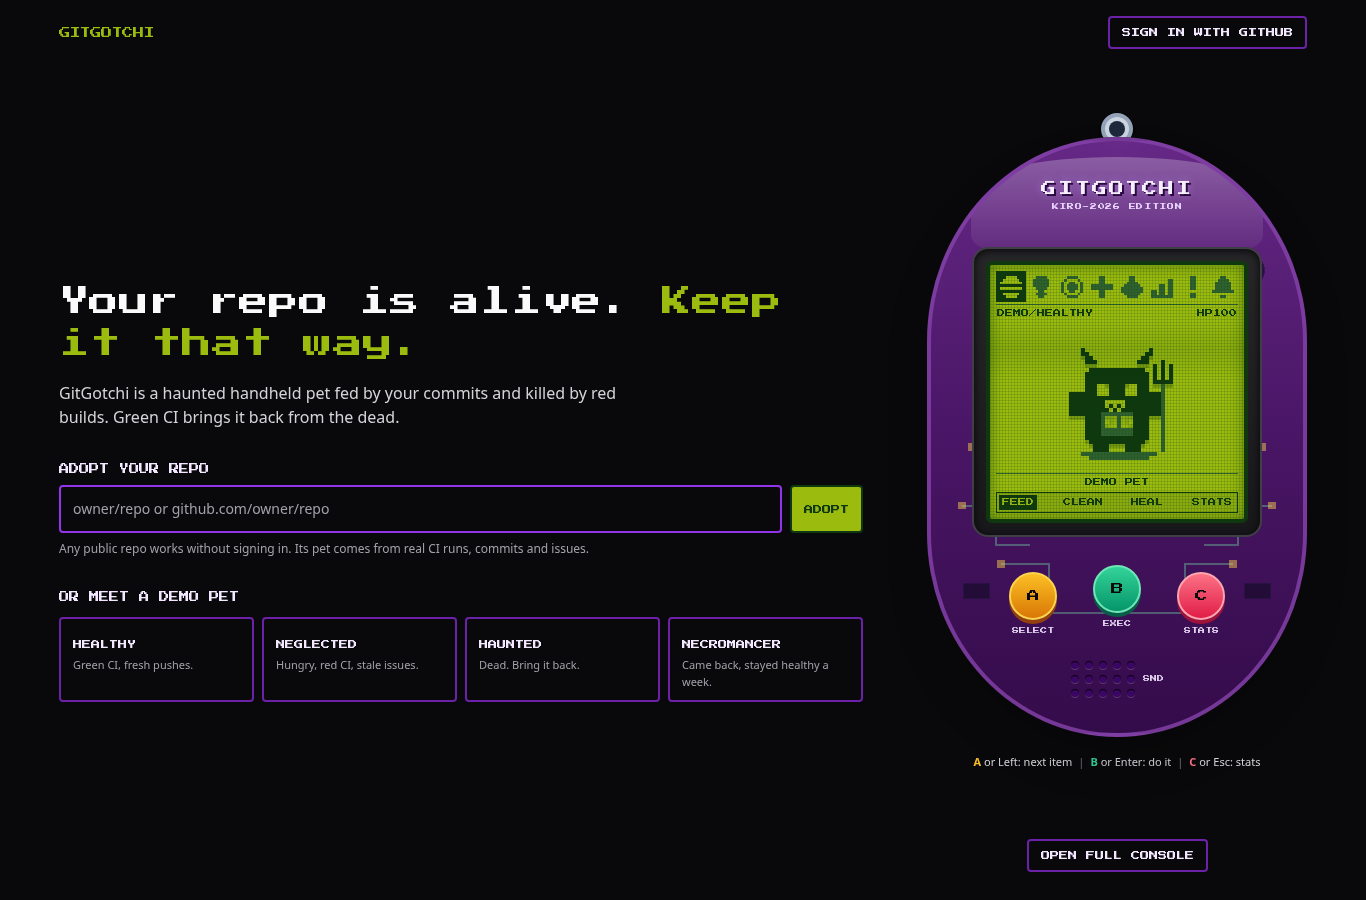 GITGOTCHI
SIGN IN WITH GITHUB
Your repo is alive. Keep
it that way.
GitGotchi is a haunted handheld pet fed by your commits and killed by red
builds. Green CI brings it back from the dead.
ADOPT YOUR REPO
owner/repo or github.com/owner/repo
ADOPT
Any public repo works without signing in. Its pet comes from real CI runs, commits and issues.
OR MEET A DEMO PET
HEALTHY
Green CI, fresh pushes.
NEGLECTED
Hungry, red CI, stale issues.
HAUNTED
Dead. Bring it back.
NECROMANCER
Came back, stayed healthy a
week.
GITGOTCHI
KIRO-2026 EDITION
DEMO/HEALTHY HP100
DEMO PET
FEED CLEAN HEAL STATS
A B C
SELECT EXEC STATS
SND
A or Left: next item | B or Enter: do it | C or Esc: stats
OPEN FULL CONSOLE